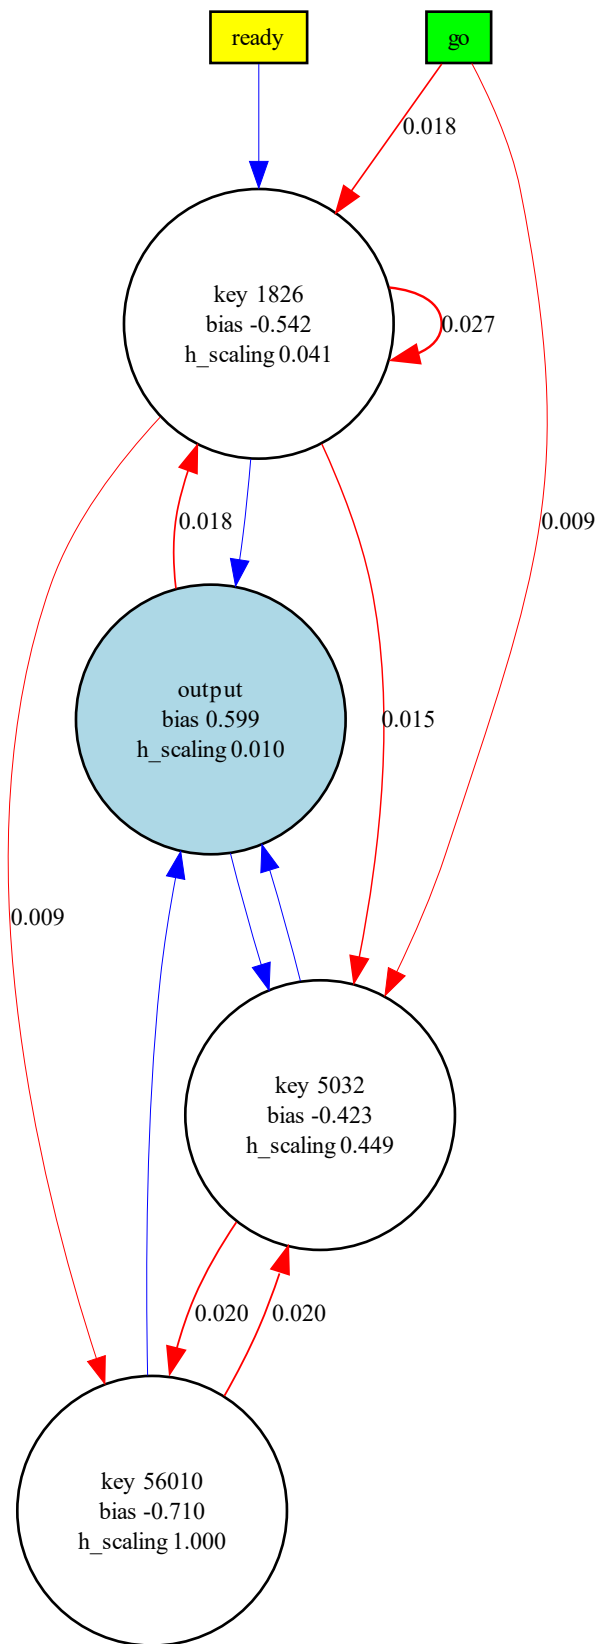 ready
go
0.018
key 1826
bias -0.542
h_scaling 0.041
0.027
0.018
0.009
output
bias 0.599
h_scaling 0.010
0.015
0.009
key 5032
bias -0.423
h_scaling 0.449
0.020
0.020
key 56010
bias -0.710
h_scaling 1.000